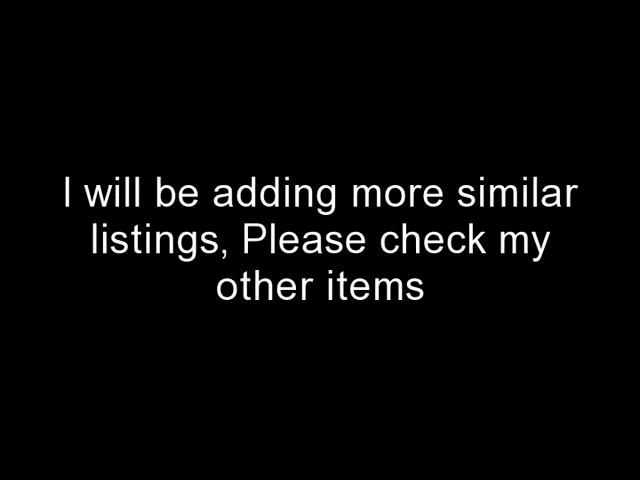 I will be adding more similar
listings, Please check my
other items